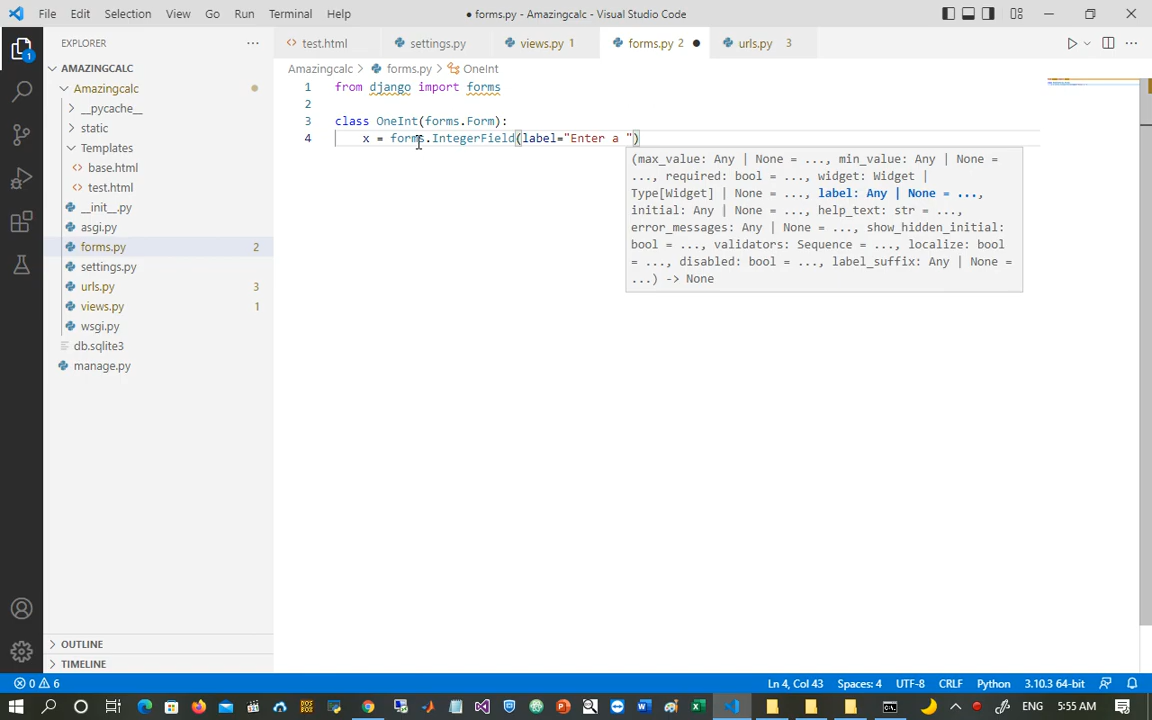 File Edit Selection View Go Run Terminal Help
● forms.py - Amazingcalc - Visual Studio Code
EXPLORER
test.html
settings.py
views.py 1
forms.py 2
urls.py 3
AMAZINGCALC
Amazingcalc
__pycache__
static
Templates
base.html
test.html
__init__.py
asgi.py
forms.py 2
settings.py
urls.py 3
views.py 1
wsgi.py
db.sqlite3
manage.py
OUTLINE
TIMELINE
1
Amazingcalc > forms.py > OneInt
1 from django import forms
2
3 class OneInt(forms.Form):
4 x = forms.IntegerField(label="Enter a ")
(max_value: Any | None = ..., min_value: Any | None =
..., required: bool = ..., widget: Widget |
Type[Widget] | None = ..., label: Any | None = ...,
initial: Any | None = ..., help_text: str = ...,
error_messages: Any | None = ..., show_hidden_initial:
bool = ..., validators: Sequence = ..., localize: bool
= ..., disabled: bool = ..., label_suffix: Any | None =
...) -> None
0 6
Ln 4, Col 43 Spaces: 4 UTF-8 CRLF Python 3.10.3 64-bit
ENG 5:55 AM